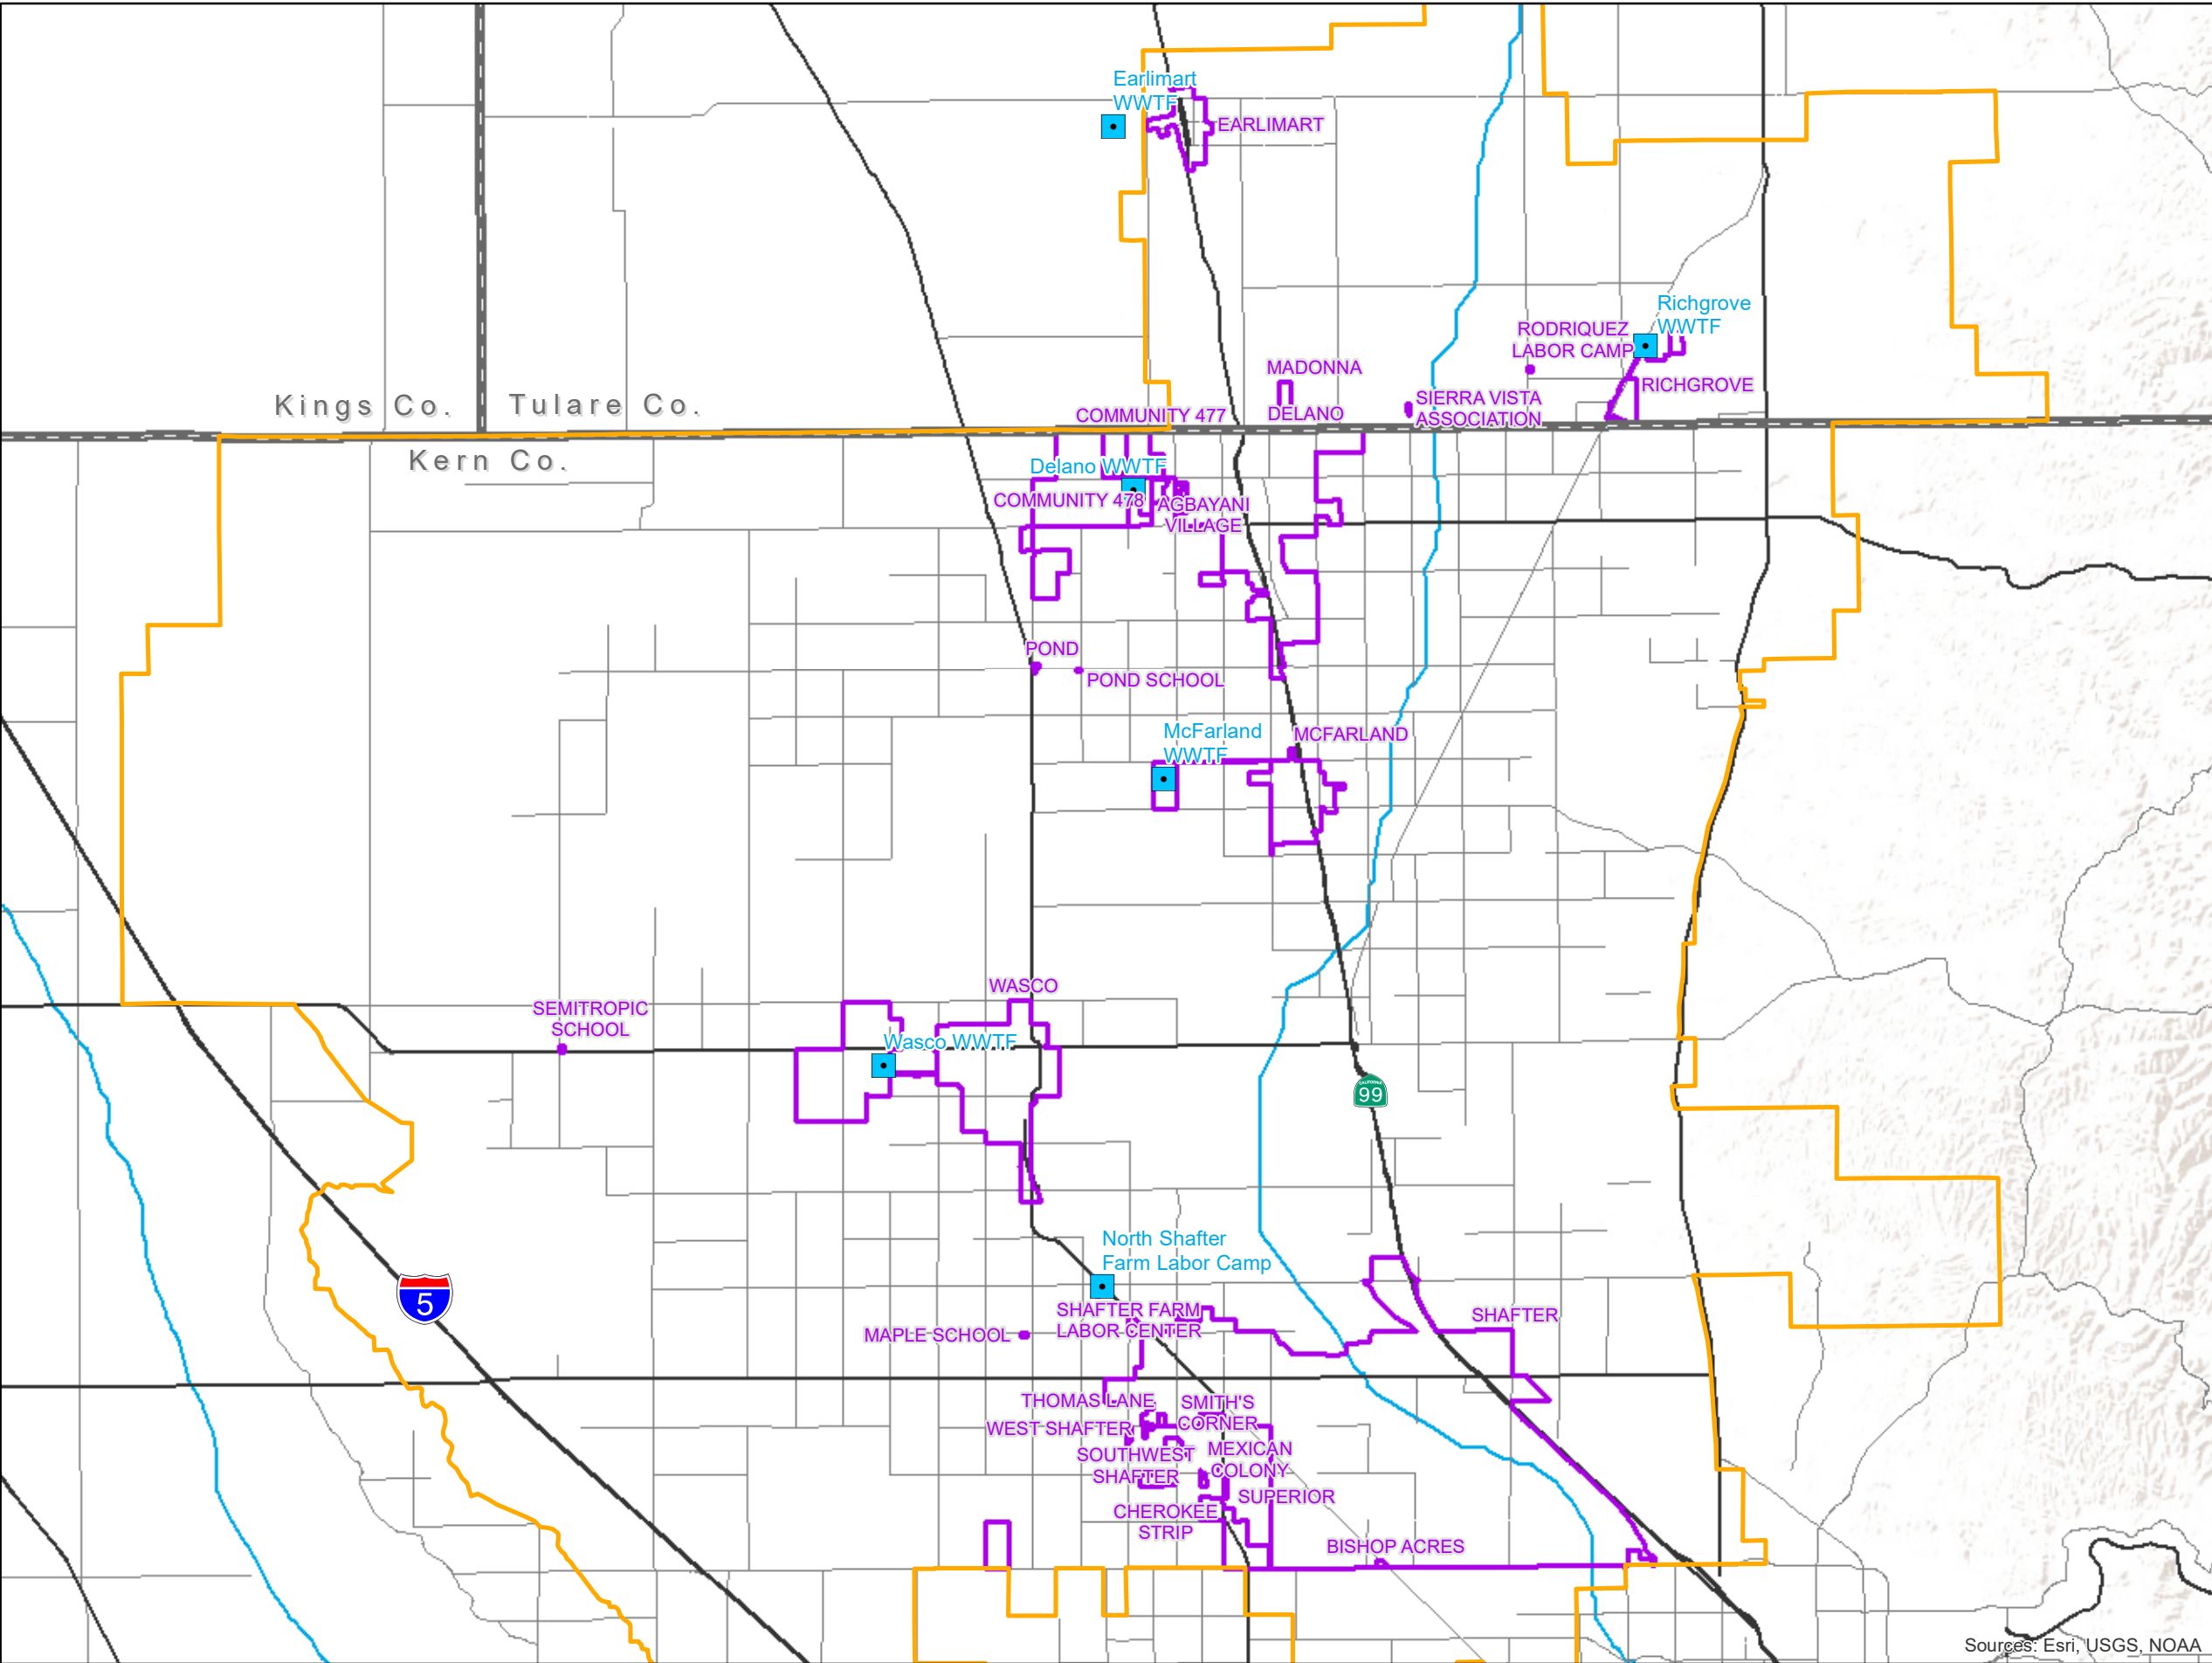 Earlimart
WWTF
EARLIMART
Richgrove
WWTF
RODRIQUEZ
LABOR CAMP
RICHGROVE
MADONNA
SIERRA VISTA
ASSOCIATION
Kings Co.
Tulare Co.
COMMUNITY 477
DELANO
Kern Co.
Delano WWTF
COMMUNITY 478
AGBAYANI
VILLAGE
POND
POND SCHOOL
McFarland
WWTF
MCFARLAND
WASCO
SEMITROPIC
SCHOOL
Wasco WWTF
CALIFORNIA
99
North Shafter
Farm Labor Camp
5
SHAFTER FARM
LABOR CENTER
SHAFTER
MAPLE SCHOOL
THOMAS LANE
SMITH'S
CORNER
WEST SHAFTER
SOUTHWEST
SHAFTER
MEXICAN
COLONY
SUPERIOR
CHEROKEE
STRIP
BISHOP ACRES
Sources: Esri, USGS, NOAA